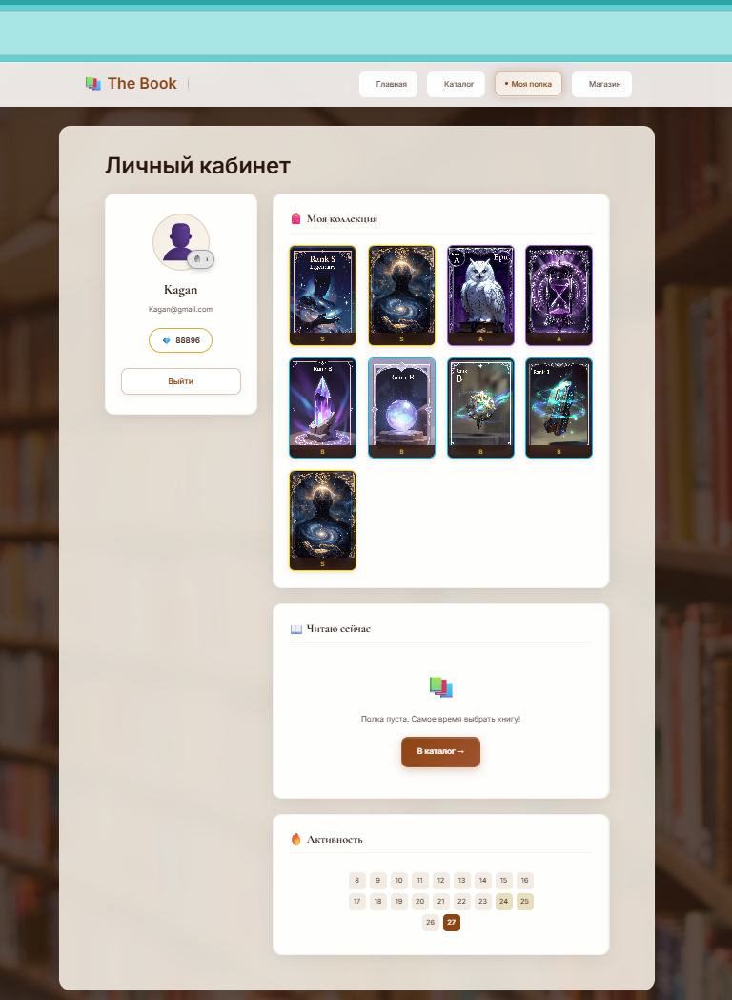 The Book
Главная
Каталог
• Моя полка
Магазин
Личный кабинет
Kagan
Kagan@gmail.com
88896
Выйти
Моя коллекция
Rank S
Legendary
S
S
A
Epic
A
A
Rank B
B
Rank B
B
Rank
B
B
Rank B
B
S
Читаю сейчас
Полка пуста. Самое время выбрать книгу!
В каталог →
Активность
8 9 10 11 12 13 14 15 16
17 18 19 20 21 22 23 24 25
26 27